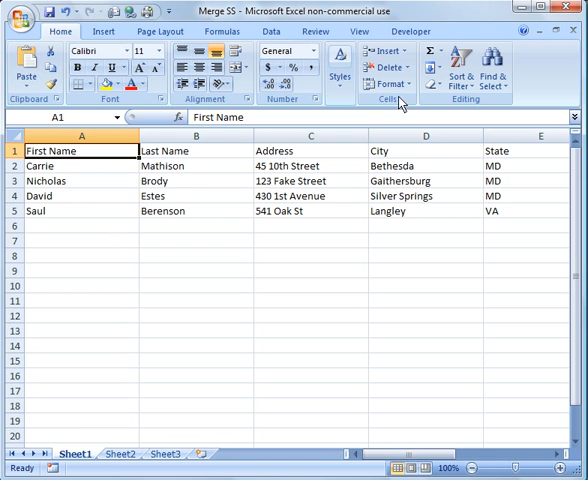 Merge SS - Microsoft Excel non-commercial use
Home Insert Page Layout Formulas Data Review View Developer
Paste Calibri 11 General Insert
B I U A A A $ % , Styles Delete Σ Sort & Filter Find & Select
Format
Clipboard Font Alignment Number Cells Editing
A1 fx First Name
A B C D E
1 First Name Last Name Address City State
2 Carrie Mathison 45 10th Street Bethesda MD
3 Nicholas Brody 123 Fake Street Gaithersburg MD
4 David Estes 430 1st Avenue Silver Springs MD
5 Saul Berenson 541 Oak St Langley VA
6
7
8
9
10
11
12
13
14
15
16
17
18
19
20
Sheet1 Sheet2 Sheet3
Ready 100%